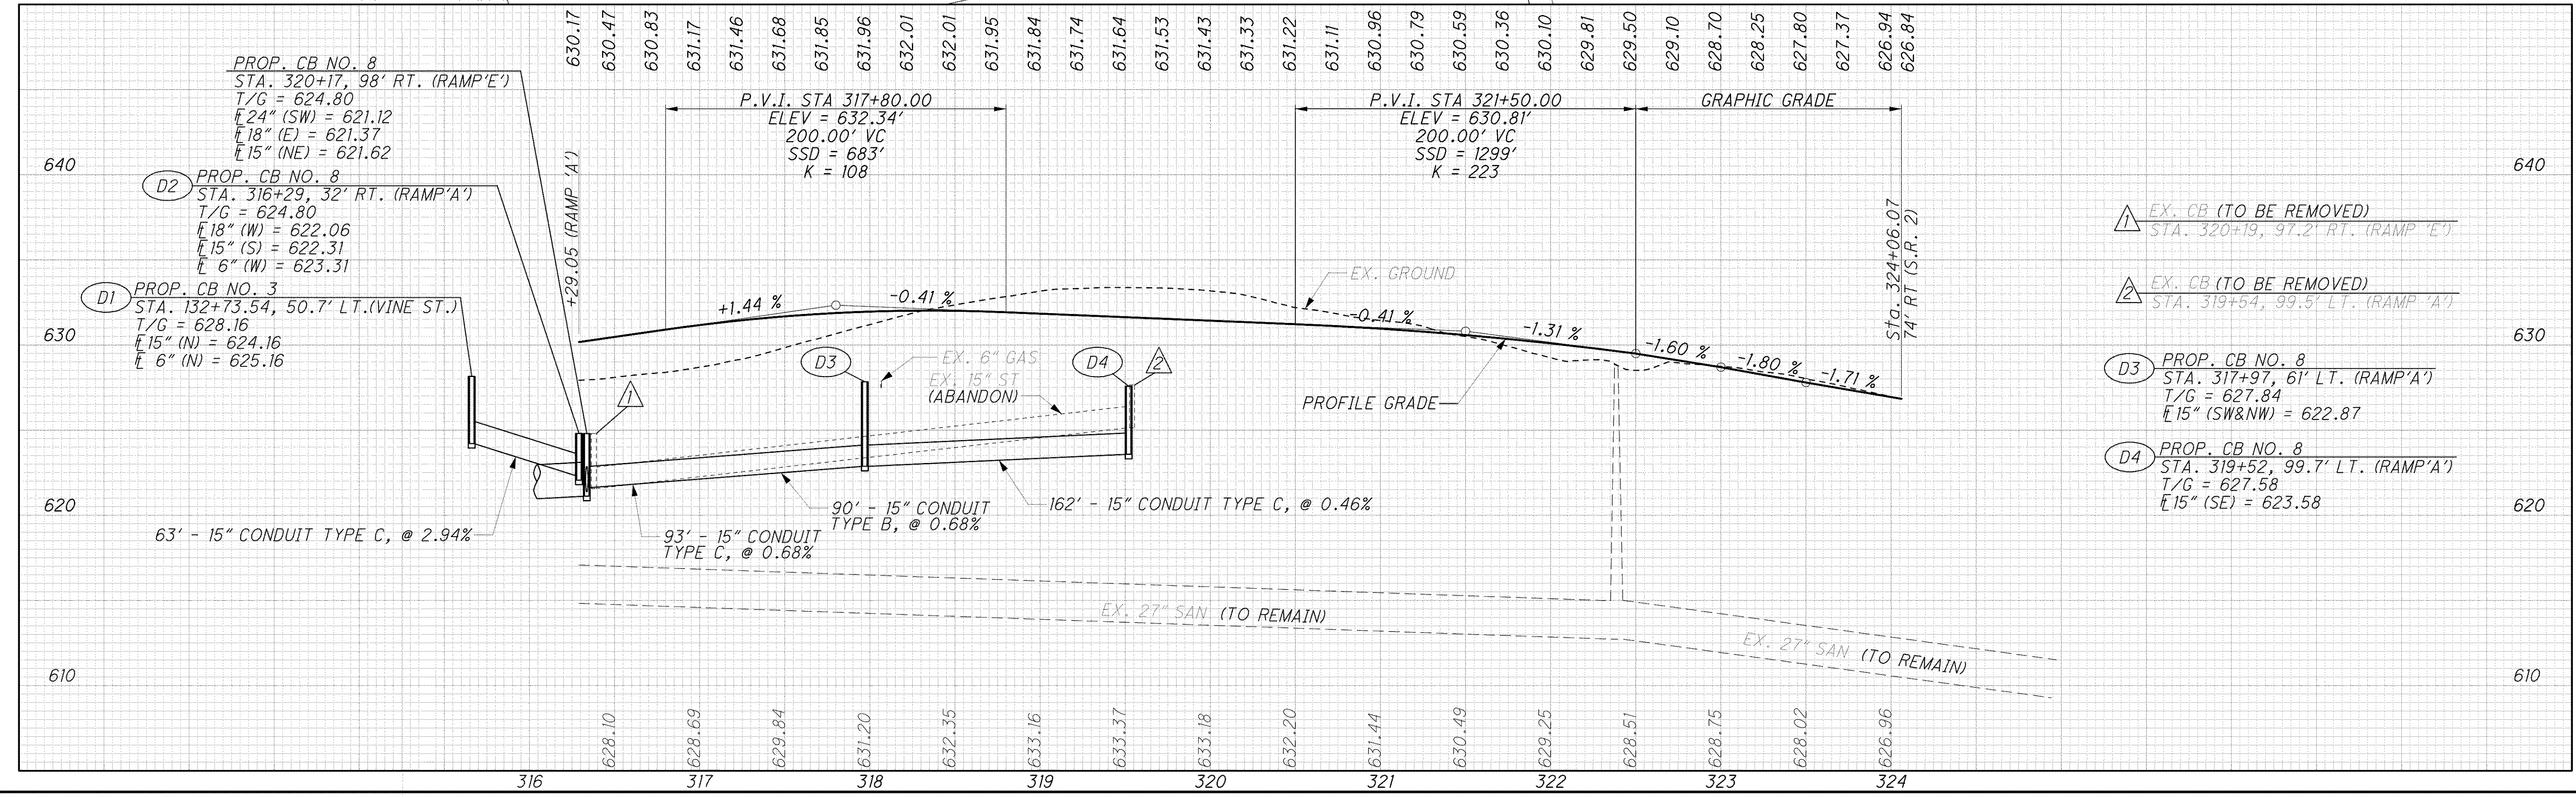 630.17
630.47
630.83
631.17
631.46
631.68
631.85
631.96
632.01
632.01
631.95
631.84
631.74
631.64
631.53
631.43
631.33
631.22
631.11
630.96
630.79
630.59
630.36
630.10
629.81
629.50
629.10
628.70
628.25
627.80
627.37
626.94
626.84
PROP. CB NO. 8
STA. 320+17, 98' RT. (RAMP'E')
T/G = 624.80
℄ 24" (SW) = 621.12
℄ 18" (E) = 621.37
℄ 15" (NE) = 621.62
D2
PROP. CB NO. 8
STA. 316+29, 32' RT. (RAMP'A')
T/G = 624.80
℄ 18" (W) = 622.06
℄ 15" (S) = 622.31
℄ 6" (W) = 623.31
D1
PROP. CB NO. 3
STA. 132+73.54, 50.7' LT.(VINE ST.)
T/G = 628.16
℄ 15" (N) = 624.16
℄ 6" (N) = 625.16
+29.05 (RAMP 'A')
P.V.I. STA 317+80.00
ELEV = 632.34'
200.00' VC
SSD = 683'
K = 108
P.V.I. STA 321+50.00
ELEV = 630.81'
200.00' VC
SSD = 1299'
K = 223
GRAPHIC GRADE
Sta. 324+06.07
74' RT (S.R. 2)
640
640
630
630
620
620
610
610
+1.44 %
-0.41 %
EX. GROUND
-0.41 %
-1.31 %
-1.60 %
-1.80 %
-1.71 %
PROFILE GRADE
1
D3
EX. 6" GAS
EX. 15" ST
(ABANDON)
D4
2
63' - 15" CONDUIT TYPE C, @ 2.94%
93' - 15" CONDUIT
TYPE C, @ 0.68%
90' - 15" CONDUIT
TYPE B, @ 0.68%
162' - 15" CONDUIT TYPE C, @ 0.46%
EX. 27" SAN (TO REMAIN)
EX. 27" SAN (TO REMAIN)
1
EX. CB (TO BE REMOVED)
STA. 320+19, 97.2' RT. (RAMP 'E')
2
EX. CB (TO BE REMOVED)
STA. 319+54, 99.5' LT. (RAMP 'A')
D3
PROP. CB NO. 8
STA. 317+97, 61' LT. (RAMP'A')
T/G = 627.84
℄ 15" (SW&NW) = 622.87
D4
PROP. CB NO. 8
STA. 319+52, 99.7' LT. (RAMP'A')
T/G = 627.58
℄ 15" (SE) = 623.58
628.10
628.69
629.84
631.20
632.35
633.16
633.37
633.18
632.20
631.44
630.49
629.25
628.51
628.75
628.02
626.96
316
317
318
319
320
321
322
323
324